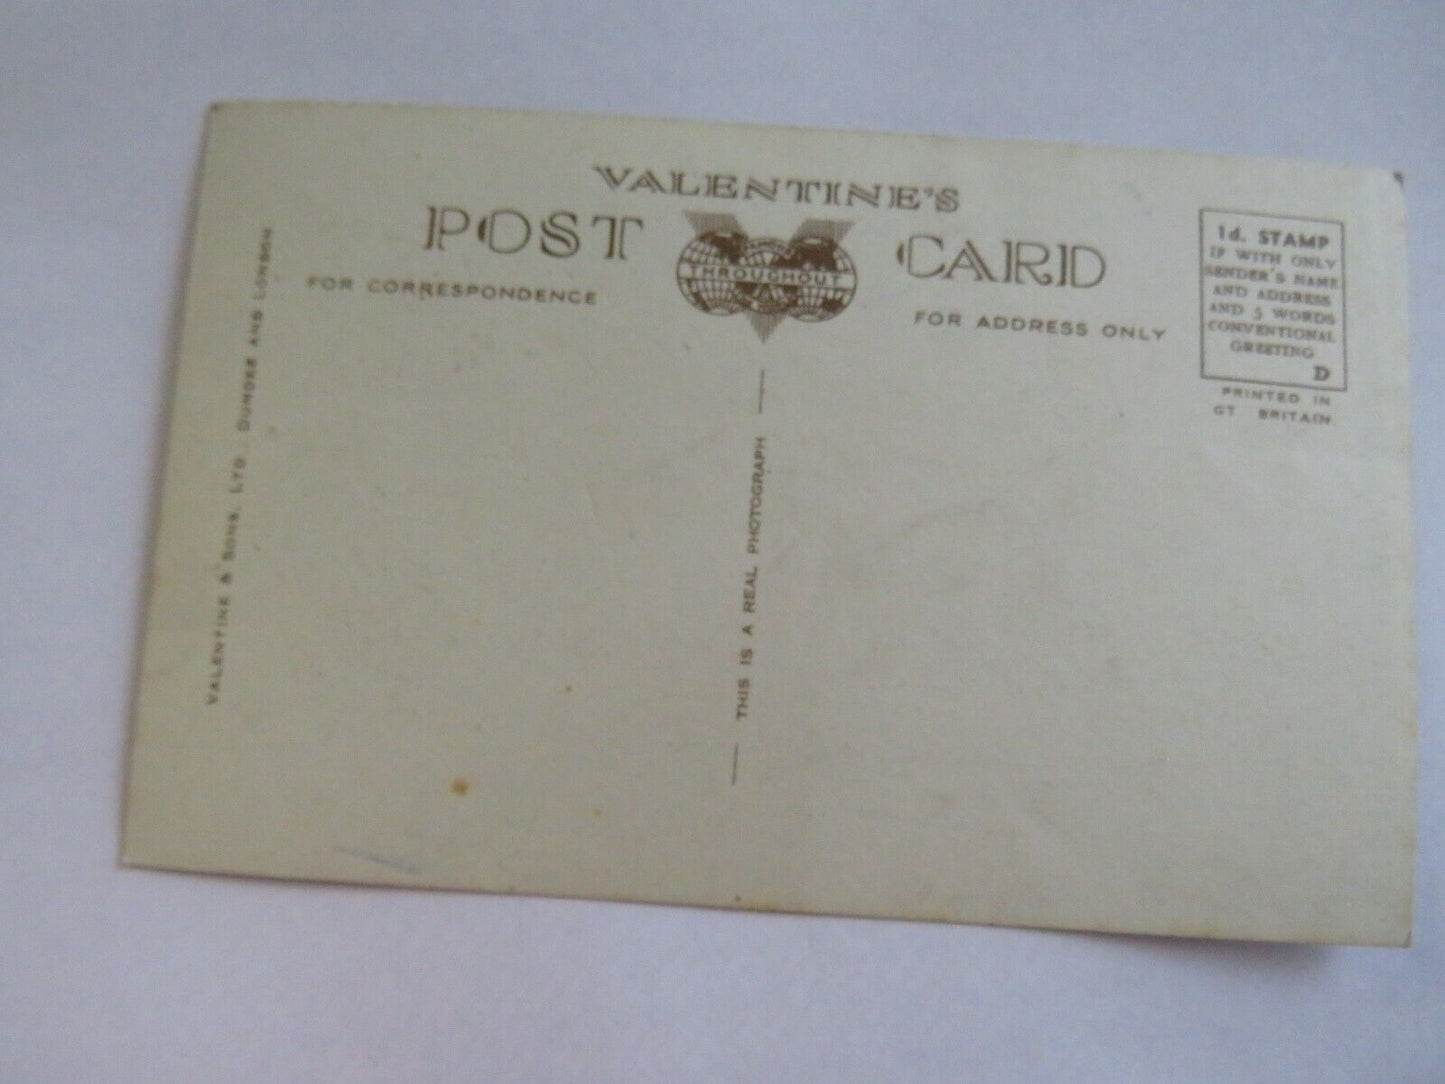 VALENTINE'S
POST CARD
THROUGHOUT
FOR CORRESPONDENCE
FOR ADDRESS ONLY
1d. STAMP
IF WITH ONLY
SENDER'S NAME
AND ADDRESS
AND 5 WORDS
CONVENTIONAL
GREETING
D
PRINTED IN
GT BRITAIN.
VALENTINE & SONS, LTD., DUNDEE AND LONDON
THIS IS A REAL PHOTOGRAPH